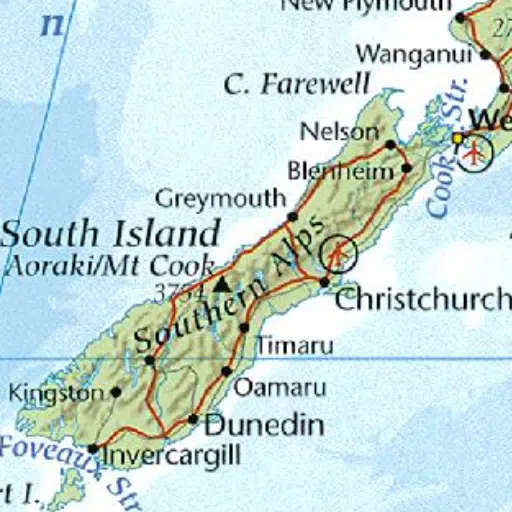 New Plymouth
n
27
Wanganui
C. Farewell
Nelson
We
Cook Str.
Blenheim
Greymouth
South Island
Aoraki/Mt Cook
3754
Southern Alps
Christchurch
Timaru
Kingston
Oamaru
Dunedin
Foveaux Str
Invercargill
rt I.